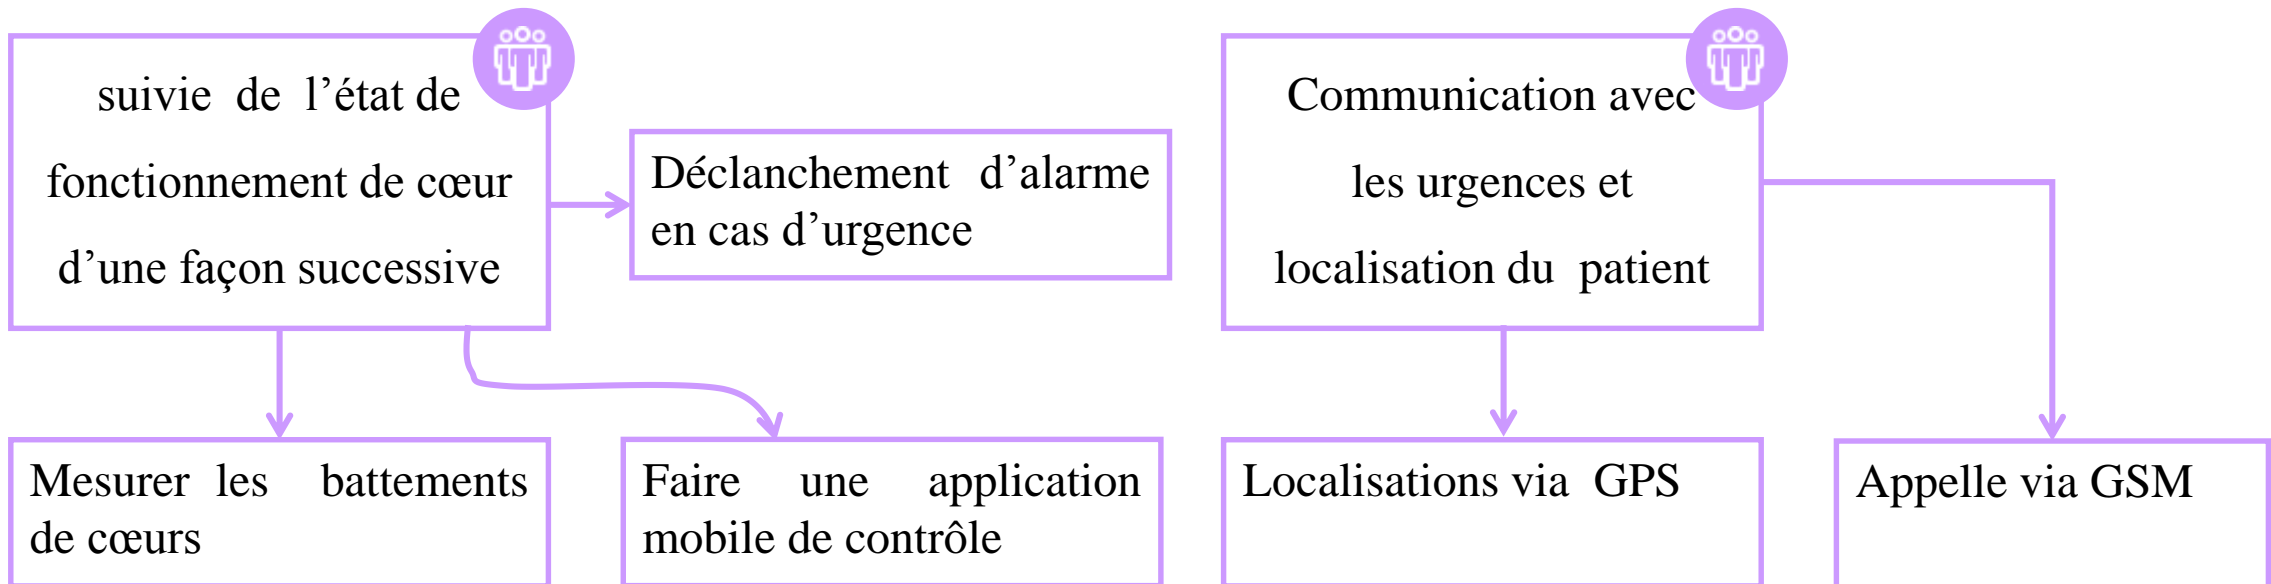 suivie de l’état de
fonctionnement de cœur
d’une façon successive
Déclanchement d’alarme
en cas d’urgence
Mesurer les battements
de cœurs
Faire une application
mobile de contrôle
Communication avec
les urgences et
localisation du patient
Localisations via GPS
Appelle via GSM